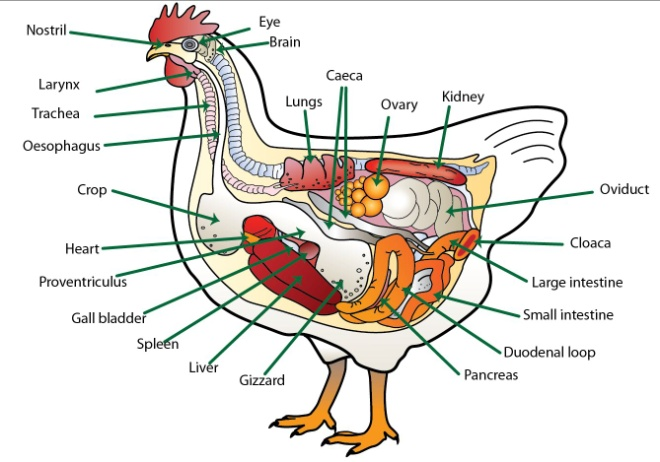 Nostril
Eye
Brain
Larynx
Trachea
Oesophagus
Crop
Heart
Proventriculus
Gall bladder
Spleen
Liver
Gizzard
Caeca
Lungs
Ovary
Kidney
Oviduct
Cloaca
Large intestine
Small intestine
Duodenal loop
Pancreas